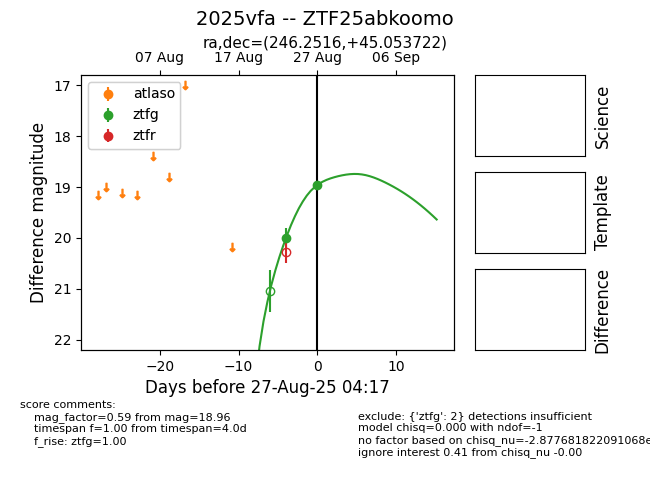 2025vfa -- ZTF25abkoomo
ra,dec=(246.2516,+45.053722)
07 Aug
17 Aug
27 Aug
06 Sep
atlaso
ztfg
ztfr
Difference magnitude
17
18
19
20
21
22
−20
−10
0
10
Days before 27-Aug-25 04:17
Science
Template
Difference
score comments:
mag_factor=0.59 from mag=18.96
timespan f=1.00 from timespan=4.0d
f_rise: ztfg=1.00
exclude: {'ztfg': 2} detections insufficient
model chisq=0.000 with ndof=-1
no factor based on chisq_nu=-2.877681822091068e
ignore interest 0.41 from chisq_nu -0.00